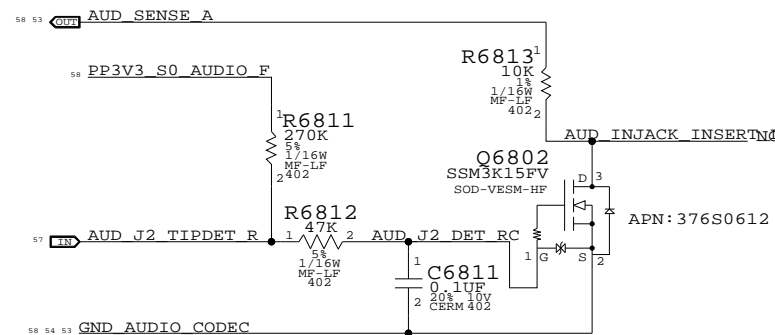 58 53 OUT AUD_SENSE_A
R6813
10K
1%
1/16W
MF-LF
402
1
2
58 PP3V3_S0_AUDIO_F
1
R6811
270K
5%
1/16W
MF-LF
402
2
AUD_INJACK_INSERT
Q6802
SSM3K15FV
SOD-VESM-HF
D 3
APN:376S0612
1 G S 2
R6812
47K
57 IN AUD_J2_TIPDET_R 1 2 AUD_J2_DET_RC
5%
1/16W
MF-LF
402
1
C6811
0.1UF
2 20% 10V
CERM 402
58 54 53 GND_AUDIO_CODEC